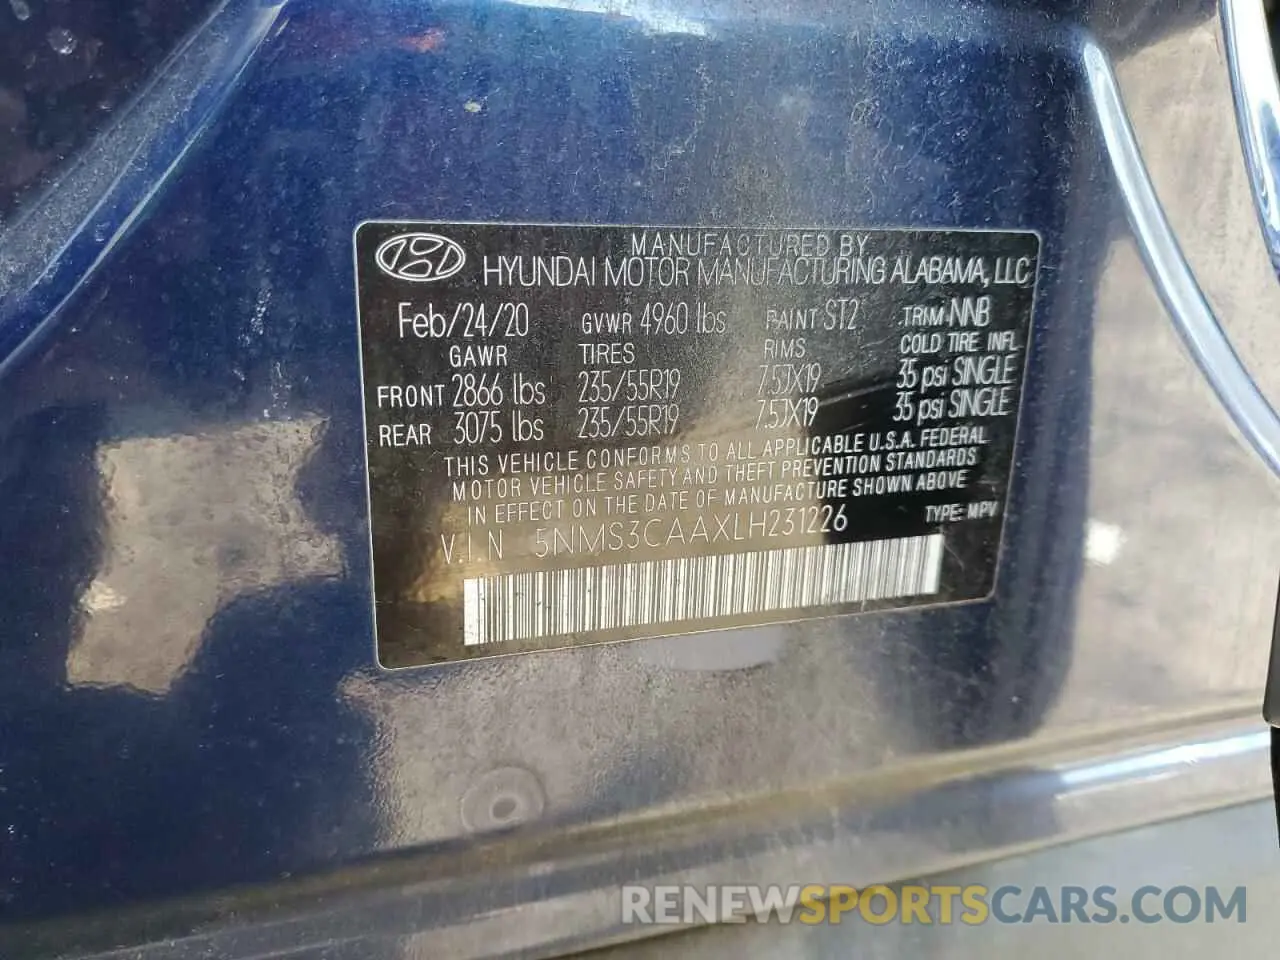 MANUFACTURED BY
HYUNDAI MOTOR MANUFACTURING ALABAMA, LLC
Feb/24/20 GVWR 4960 lbs PAINT ST2 TRIM NNB
GAWR TIRES RIMS COLD TIRE INFL
FRONT 2866 lbs 235/55R19 7.5JX19 35 psi SINGLE
REAR 3075 lbs 235/55R19 7.5JX19 35 psi SINGLE
THIS VEHICLE CONFORMS TO ALL APPLICABLE U.S.A. FEDERAL
MOTOR VEHICLE SAFETY AND THEFT PREVENTION STANDARDS
IN EFFECT ON THE DATE OF MANUFACTURE SHOWN ABOVE
V.I.N 5NMS3CAAXLH231226 TYPE: MPV
RENEWSPORTSCARS.COM